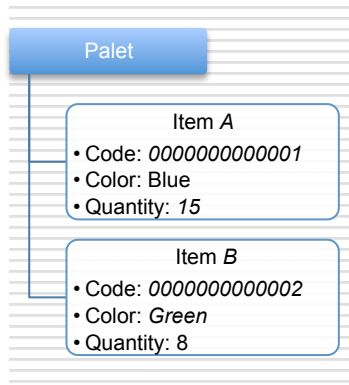 Palet
Item A
• Code: 0000000000001
• Color: Blue
• Quantity: 15
Item B
• Code: 0000000000002
• Color: Green
• Quantity: 8